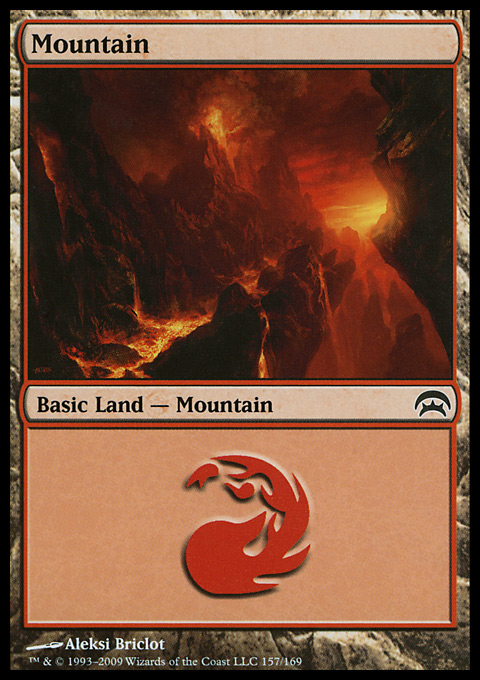 Mountain
Basic Land — Mountain
Aleksi Briclot
™ & © 1993–2009 Wizards of the Coast LLC 157/169